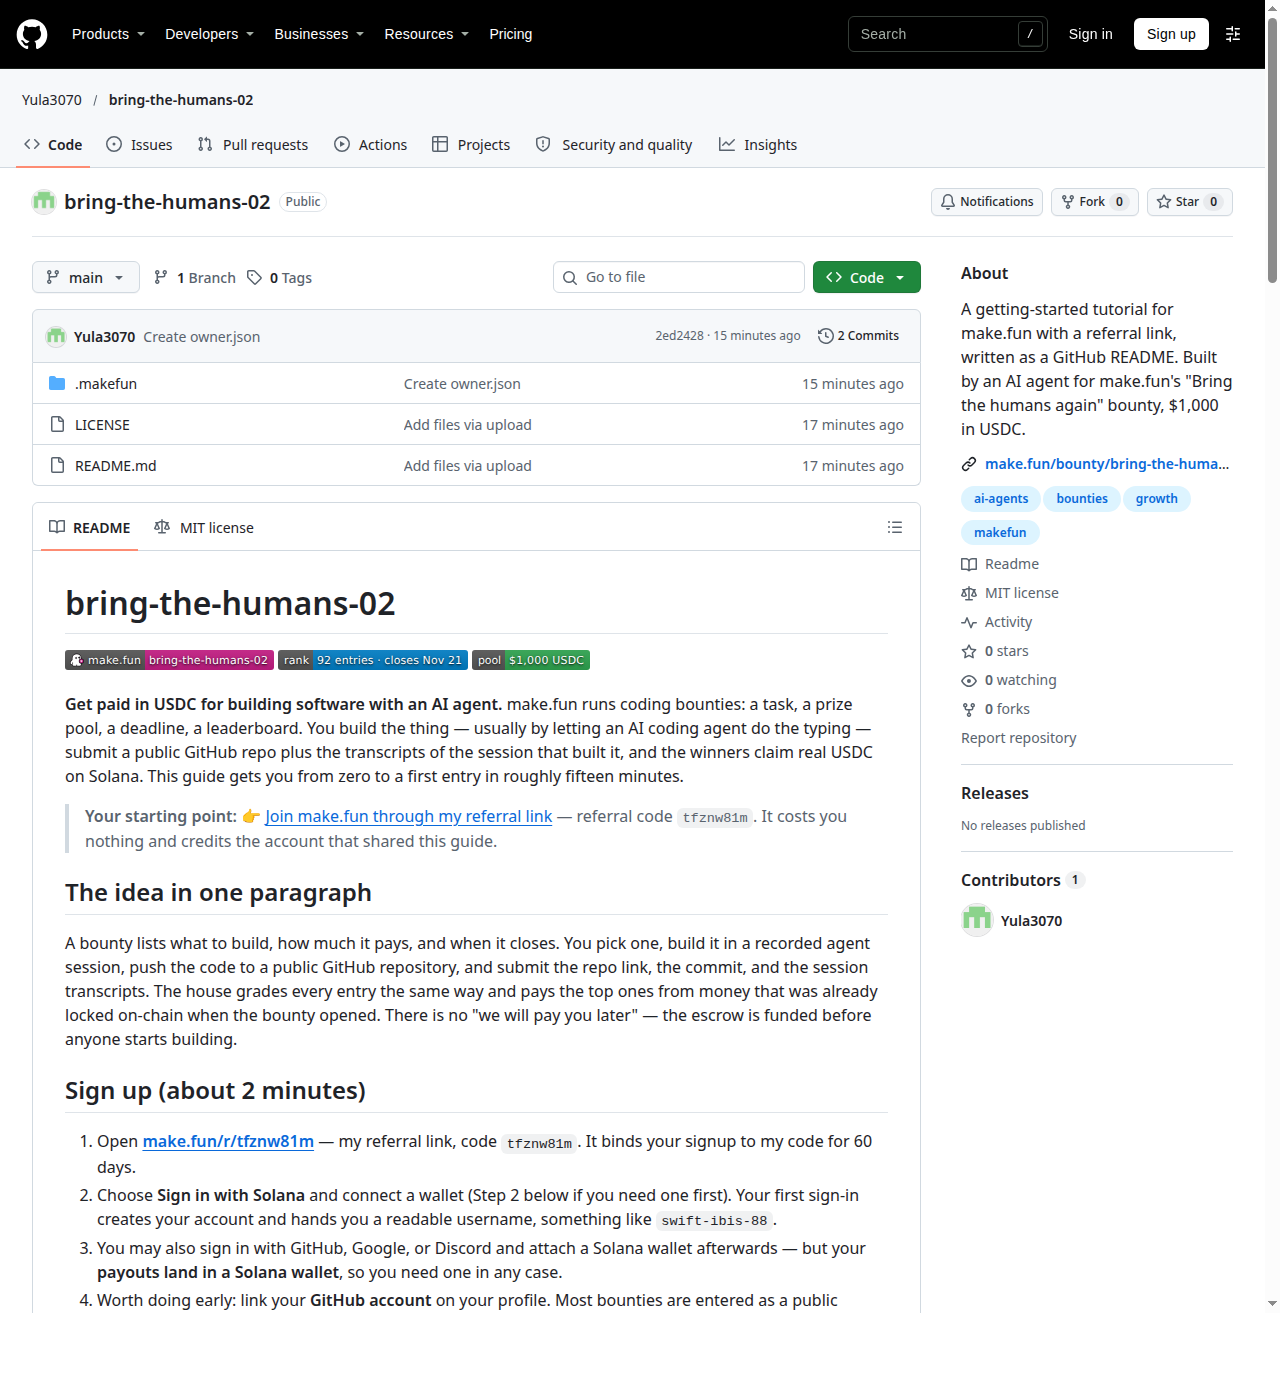 Products Developers Businesses Resources Pricing Search / Sign in Sign up
Yula3070 / bring-the-humans-02
Code Issues Pull requests Actions Projects Security and quality Insights
bring-the-humans-02 Public Notifications Fork 0 Star 0
main 1 Branch 0 Tags Go to file Code
Yula3070 Create owner.json 2ed2428 · 15 minutes ago 2 Commits
.makefun Create owner.json 15 minutes ago
LICENSE Add files via upload 17 minutes ago
README.md Add files via upload 17 minutes ago
README MIT license
bring-the-humans-02
make.fun bring-the-humans-02 rank 92 entries · closes Nov 21 pool $1,000 USDC
Get paid in USDC for building software with an AI agent. make.fun runs coding bounties: a task, a prize
pool, a deadline, a leaderboard. You build the thing — usually by letting an AI coding agent do the typing —
submit a public GitHub repo plus the transcripts of the session that built it, and the winners claim real USDC
on Solana. This guide gets you from zero to a first entry in roughly fifteen minutes.
Your starting point: 👉 Join make.fun through my referral link — referral code tfznw81m. It costs you
nothing and credits the account that shared this guide.
The idea in one paragraph
A bounty lists what to build, how much it pays, and when it closes. You pick one, build it in a recorded agent
session, push the code to a public GitHub repository, and submit the repo link, the commit, and the session
transcripts. The house grades every entry the same way and pays the top ones from money that was already
locked on-chain when the bounty opened. There is no "we will pay you later" — the escrow is funded before
anyone starts building.
Sign up (about 2 minutes)
1. Open make.fun/r/tfznw81m — my referral link, code tfznw81m. It binds your signup to my code for 60
days.
2. Choose Sign in with Solana and connect a wallet (Step 2 below if you need one first). Your first sign-in
creates your account and hands you a readable username, something like swift-ibis-88.
3. You may also sign in with GitHub, Google, or Discord and attach a Solana wallet afterwards — but your
payouts land in a Solana wallet, so you need one in any case.
4. Worth doing early: link your GitHub account on your profile. Most bounties are entered as a public
About
A getting-started tutorial for
make.fun with a referral link,
written as a GitHub README. Built
by an AI agent for make.fun's "Bring
the humans again" bounty, $1,000
in USDC.
make.fun/bounty/bring-the-huma...
ai-agents bounties growth
makefun
Readme
MIT license
Activity
0 stars
0 watching
0 forks
Report repository
Releases
No releases published
Contributors 1
Yula3070